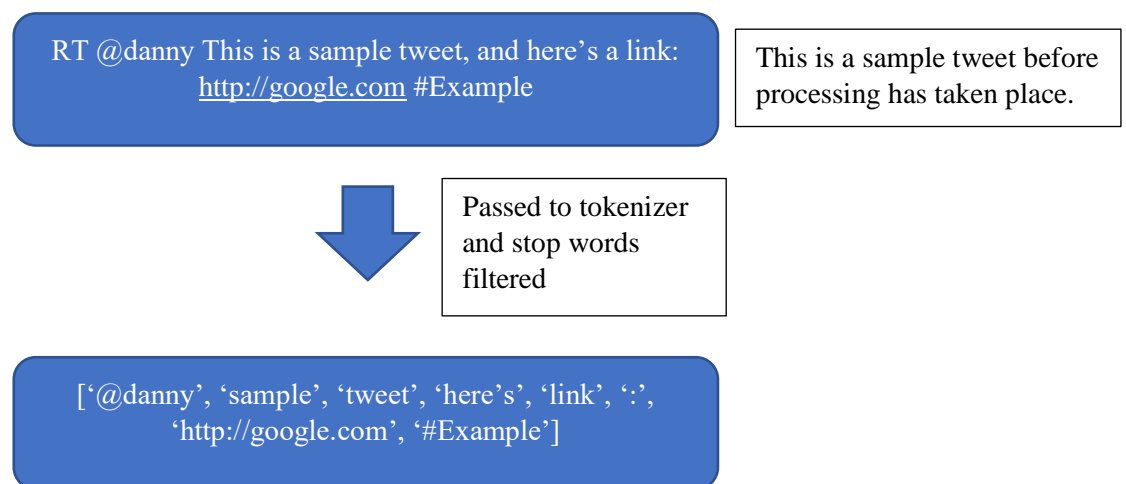 RT @danny This is a sample tweet, and here’s a link:
http://google.com #Example
This is a sample tweet before
processing has taken place.
Passed to tokenizer
and stop words
filtered
[‘@danny’, ‘sample’, ‘tweet’, ‘here’s’, ‘link’, ‘:’,
‘http://google.com’, ‘#Example’]